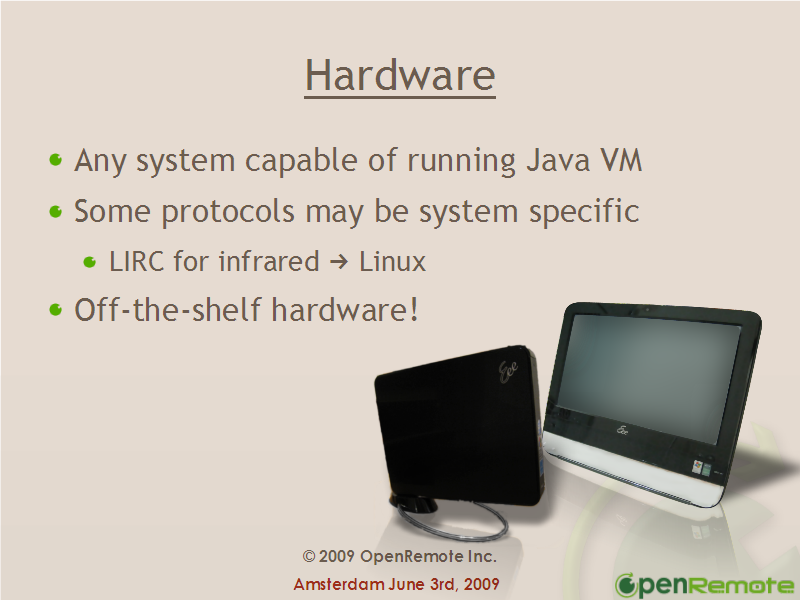 Hardware
Any system capable of running Java VM
Some protocols may be system specific
LIRC for infrared → Linux
Off-the-shelf hardware!
Eee
Eee
© 2009 OpenRemote Inc.
Amsterdam June 3rd, 2009
OpenRemote